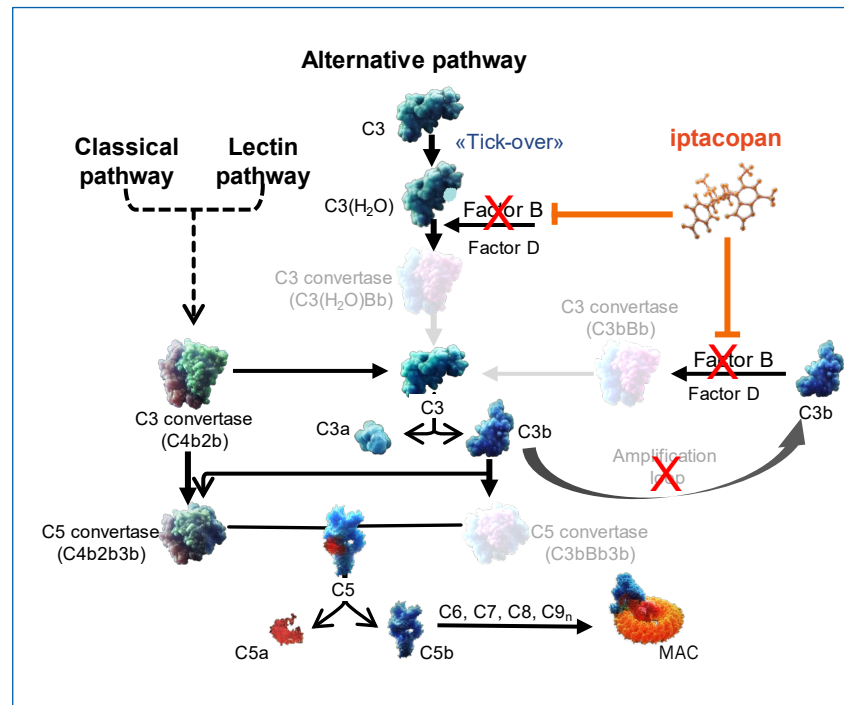 Alternative pathway
C3
«Tick-over»
Classical
pathway
Lectin
pathway
iptacopan
C3(H₂O)
Factor B
Factor D
C3 convertase
(C3(H₂O)Bb)
C3 convertase
(C3bBb)
Factor B
Factor D
C3b
C3
C3 convertase
(C4b2b)
C3a
C3b
Amplification
loop
C5 convertase
(C4b2b3b)
C5 convertase
(C3bBb3b)
C5
C6, C7, C8, C9ₙ
C5a
C5b
MAC